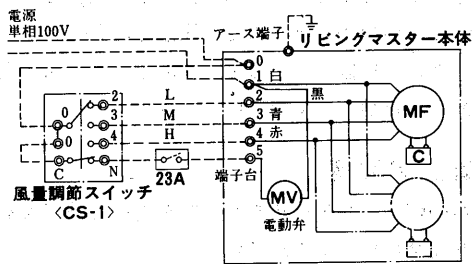 電源
単相100V
アース端子
リビングマスター本体
0
1
白
2
黒
3
青
4
赤
5
端子台
L
M
H
0
2
3
0
4
C
N
23A
風量調節スイッチ
〈CS-1〉
MF
C
MV
電動弁